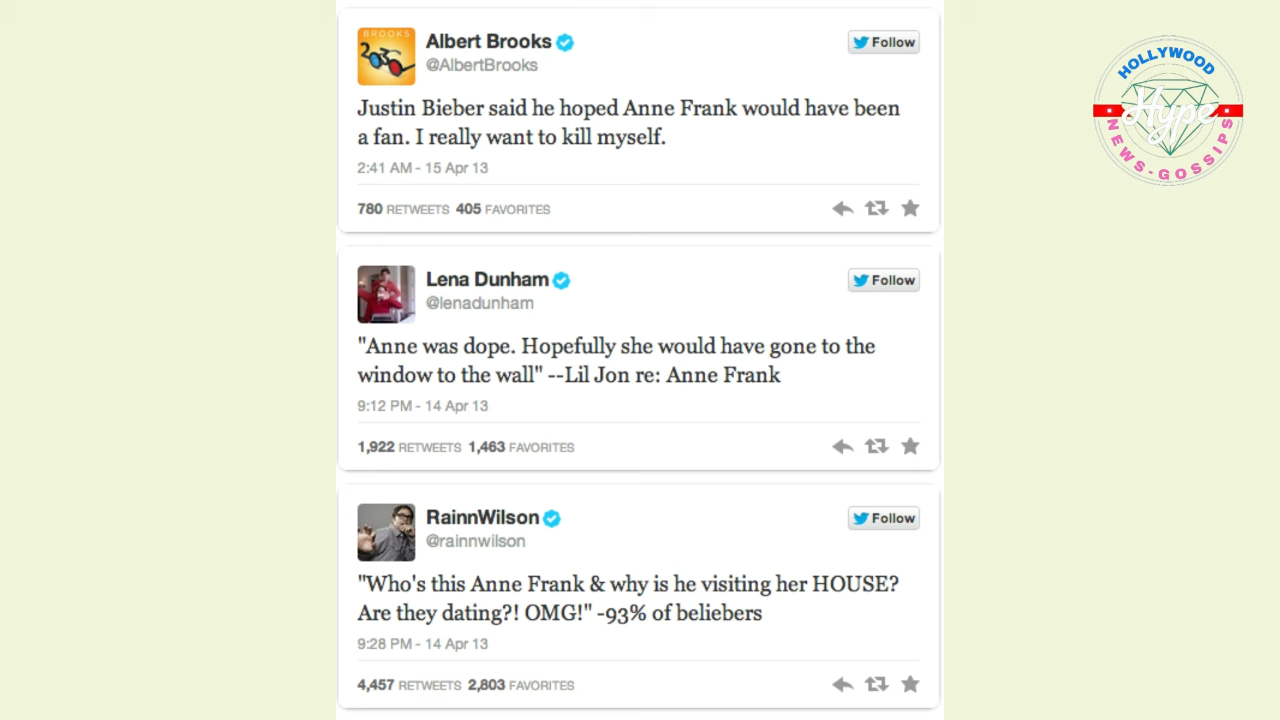 BROOKS
2030
Albert Brooks
@AlbertBrooks
Follow
Justin Bieber said he hoped Anne Frank would have been
a fan. I really want to kill myself.
2:41 AM - 15 Apr 13
780 RETWEETS 405 FAVORITES
Lena Dunham
@lenadunham
Follow
"Anne was dope. Hopefully she would have gone to the
window to the wall" --Lil Jon re: Anne Frank
9:12 PM - 14 Apr 13
1,922 RETWEETS 1,463 FAVORITES
RainnWilson
@rainnwilson
Follow
"Who's this Anne Frank & why is he visiting her HOUSE?
Are they dating?! OMG!" -93% of beliebers
9:28 PM - 14 Apr 13
4,457 RETWEETS 2,803 FAVORITES
HOLLYWOOD
Hype
NEWS-GOSSIPS